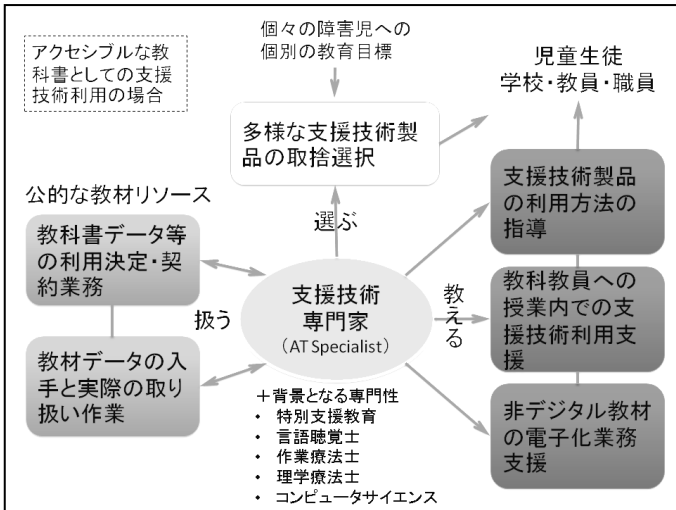 アクセシブルな教
科書としての支援
技術利用の場合
個々の障害児への
個別の教育目標
児童生徒
学校・教員・職員
多様な支援技術製
品の取捨選択
公的な教材リソース
選ぶ
支援技術製品
の利用方法の
指導
教科書データ等
の利用決定・契
約業務
支援技術
専門家
（AT Specialist）
扱う
教える
教科教員への
授業内での支
援技術利用支
援
教材データの入
手と実際の取り
扱い作業
＋背景となる専門性
・ 特別支援教育
・ 言語聴覚士
・ 作業療法士
・ 理学療法士
・ コンピュータサイエンス
非デジタル教材
の電子化業務
支援